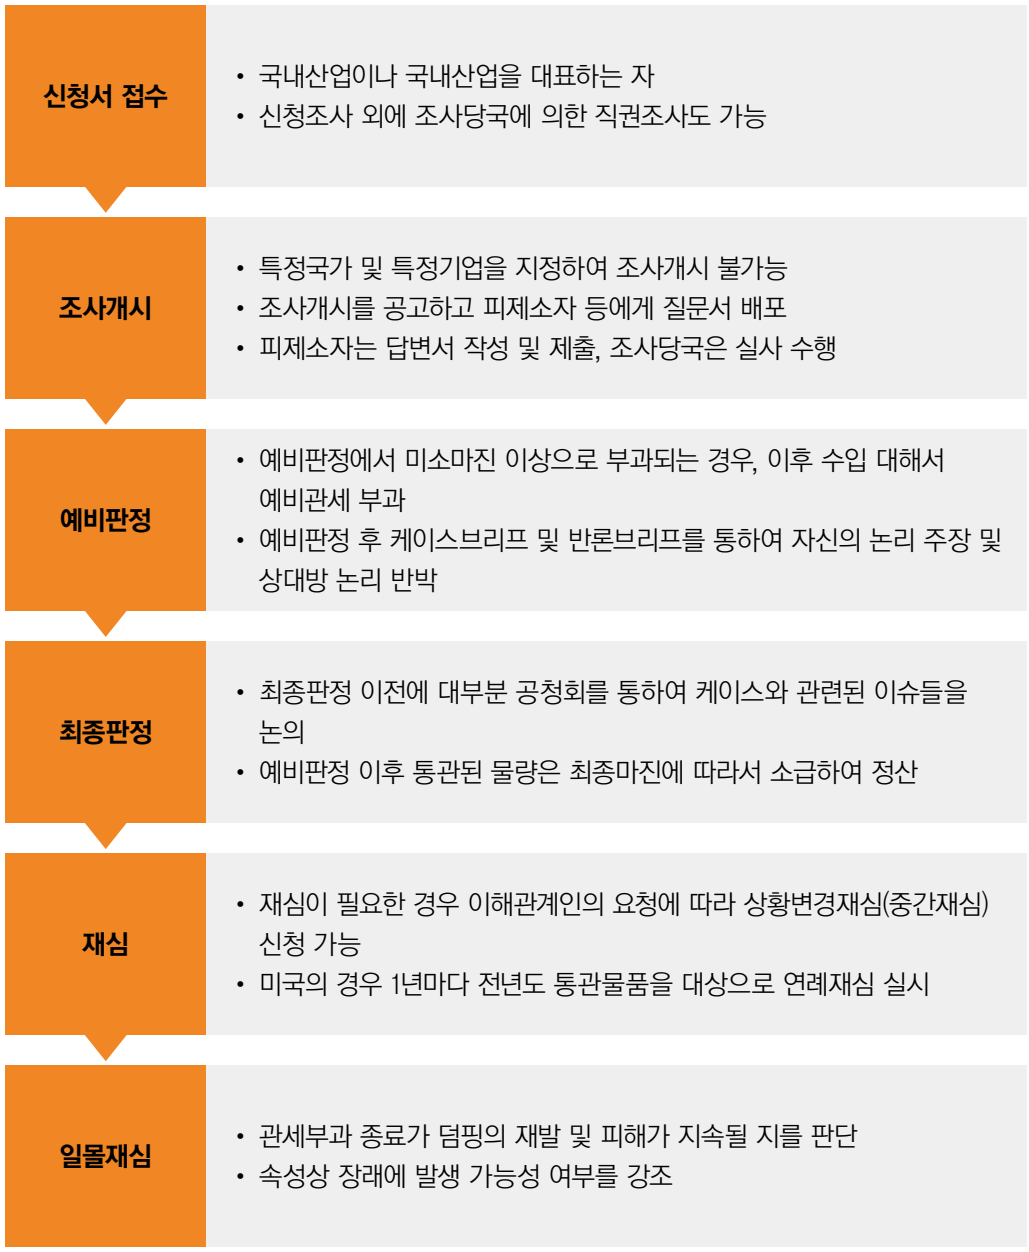 신청서 접수
• 국내산업이나 국내산업을 대표하는 자
• 신청조사 외에 조사당국에 의한 직권조사도 가능
조사개시
• 특정국가 및 특정기업을 지정하여 조사개시 불가능
• 조사개시를 공고하고 피제소자 등에게 질문서 배포
• 피제소자는 답변서 작성 및 제출, 조사당국은 실사 수행
예비판정
• 예비판정에서 미소마진 이상으로 부과되는 경우, 이후 수입 대해서
예비관세 부과
• 예비판정 후 케이스브리프 및 반론브리프를 통하여 자신의 논리 주장 및
상대방 논리 반박
최종판정
• 최종판정 이전에 대부분 공청회를 통하여 케이스와 관련된 이슈들을
논의
• 예비판정 이후 통관된 물량은 최종마진에 따라서 소급하여 정산
재심
• 재심이 필요한 경우 이해관계인의 요청에 따라 상황변경재심(중간재심)
신청 가능
• 미국의 경우 1년마다 전년도 통관물품을 대상으로 연례재심 실시
일몰재심
• 관세부과 종료가 덤핑의 재발 및 피해가 지속될 지를 판단
• 속성상 장래에 발생 가능성 여부를 강조